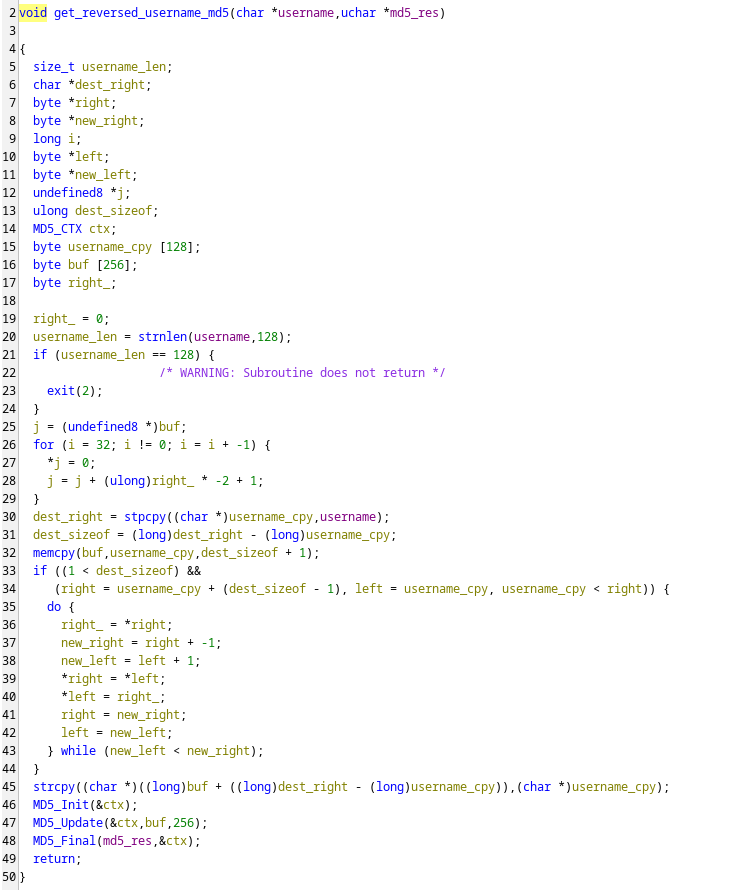 2 void get_reversed_username_md5(char *username,uchar *md5_res)
3
4 {
5   size_t username_len;
6   char *dest_right;
7   byte *right;
8   byte *new_right;
9   long i;
10   byte *left;
11   byte *new_left;
12   undefined8 *j;
13   ulong dest_sizeof;
14   MD5_CTX ctx;
15   byte username_cpy [128];
16   byte buf [256];
17   byte right_;
18
19   right_ = 0;
20   username_len = strnlen(username,128);
21   if (username_len == 128) {
22                     /* WARNING: Subroutine does not return */
23     exit(2);
24   }
25   j = (undefined8 *)buf;
26   for (i = 32; i != 0; i = i + -1) {
27     *j = 0;
28     j = j + (ulong)right_ * -2 + 1;
29   }
30   dest_right = stpcpy((char *)username_cpy,username);
31   dest_sizeof = (long)dest_right - (long)username_cpy;
32   memcpy(buf,username_cpy,dest_sizeof + 1);
33   if ((1 < dest_sizeof) &&
34      (right = username_cpy + (dest_sizeof - 1), left = username_cpy, username_cpy < right)) {
35     do {
36       right_ = *right;
37       new_right = right + -1;
38       new_left = left + 1;
39       *right = *left;
40       *left = right_;
41       right = new_right;
42       left = new_left;
43     } while (new_left < new_right);
44   }
45   strcpy((char *)((long)buf + ((long)dest_right - (long)username_cpy)),(char *)username_cpy);
46   MD5_Init(&ctx);
47   MD5_Update(&ctx,buf,256);
48   MD5_Final(md5_res,&ctx);
49   return;
50 }